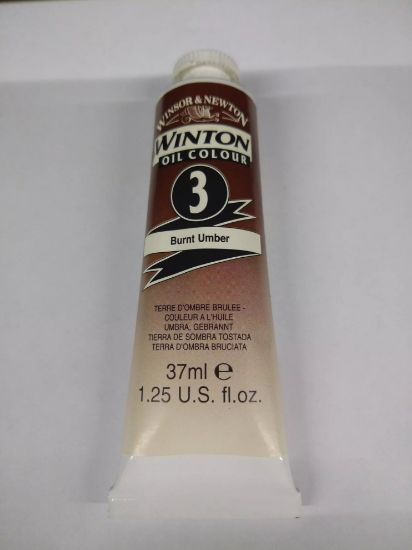 WINSOR & NEWTON
WINTON
OIL COLOUR
3
Burnt Umber
TERRE D'OMBRE BRULEE -
COULEUR A L'HUILE
UMBRA, GEBRANNT
TIERRA DE SOMBRA TOSTADA
TERRA D'OMBRA BRUCIATA
37ml ℮
1.25 U.S. fl.oz.